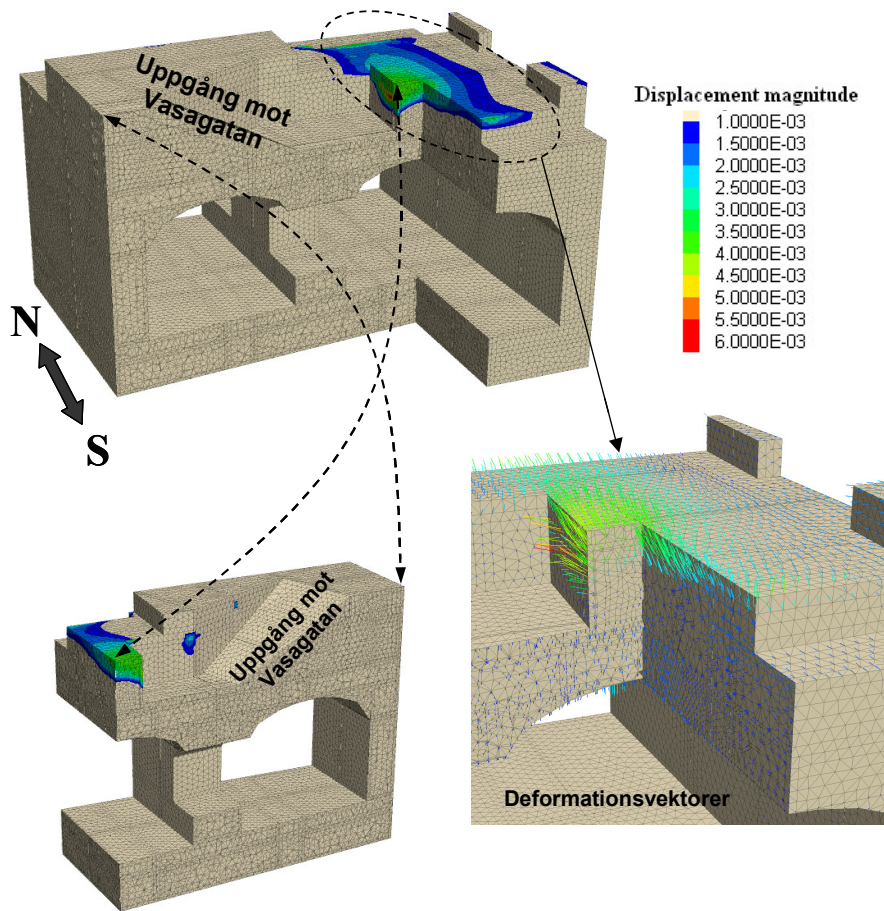 Uppgång mot
Vasagatan
Displacement magnitude
1.0000E-03
1.5000E-03
2.0000E-03
2.5000E-03
3.0000E-03
3.5000E-03
4.0000E-03
4.5000E-03
5.0000E-03
5.5000E-03
6.0000E-03
N
S
Uppgång mot
Vasagatan
Deformationsvektorer